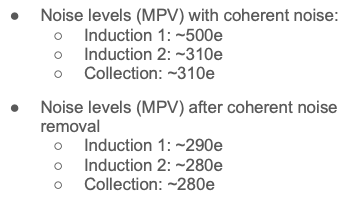 ● Noise levels (MPV) with coherent noise:
○ Induction 1: ~500e
○ Induction 2: ~310e
○ Collection: ~310e
● Noise levels (MPV) after coherent noise
removal
○ Induction 1: ~290e
○ Induction 2: ~280e
○ Collection: ~280e